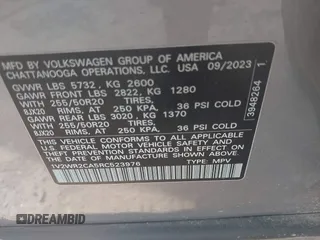 MFD BY VOLKSWAGEN GROUP OF AMERICA
CHATTANOOGA OPERATIONS, LLC. USA 09/2023
GVWR LBS 5732, KG 2600
GAWR FRONT LBS 2822, KG 1280
WITH 255/50R20 TIRES,
8JX20 RIMS, AT 250 KPA, 36 PSI COLD
GAWR REAR LBS 3020, KG 1370
WITH 255/50R20 TIRES,
8JX20 RIMS, AT 250 KPA, 36 PSI COLD
THIS VEHICLE CONFORMS TO ALL APPLICABLE
U.S. FEDERAL MOTOR VEHICLE SAFETY STANDARDS
IN EFFECT ON THE DATE OF MANUFACTURE
SHOWN ABOVE
1V2WR2CA5RC523976 TYPE: MPV
3948264 1
DREAMBID